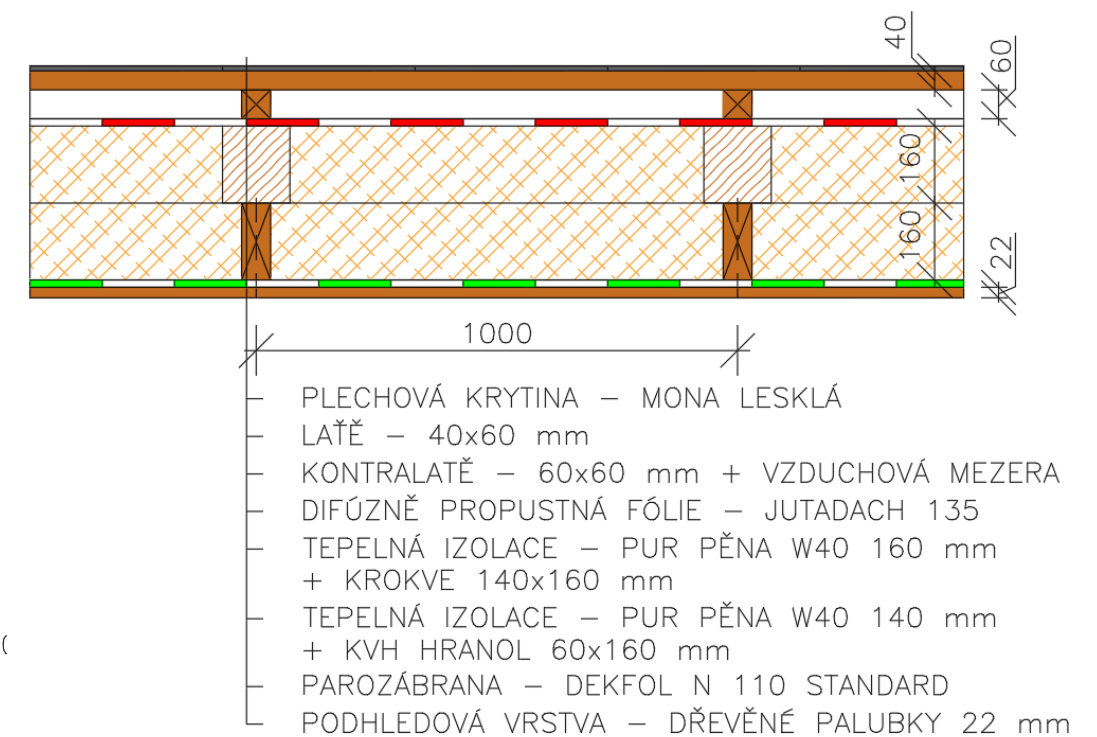 40
60
160
160
22
1000
PLECHOVÁ KRYTINA – MONA LESKLÁ
LAŤĚ – 40x60 mm
KONTRALATĚ – 60x60 mm + VZDUCHOVÁ MEZERA
DIFÚZNĚ PROPUSTNÁ FÓLIE – JUTADACH 135
TEPELNÁ IZOLACE – PUR PĚNA W40 160 mm
+ KROKVE 140x160 mm
TEPELNÁ IZOLACE – PUR PĚNA W40 140 mm
+ KVH HRANOL 60x160 mm
PAROZÁBRANA – DEKFOL N 110 STANDARD
PODHLEDOVÁ VRSTVA – DŘEVĚNÉ PALUBKY 22 mm